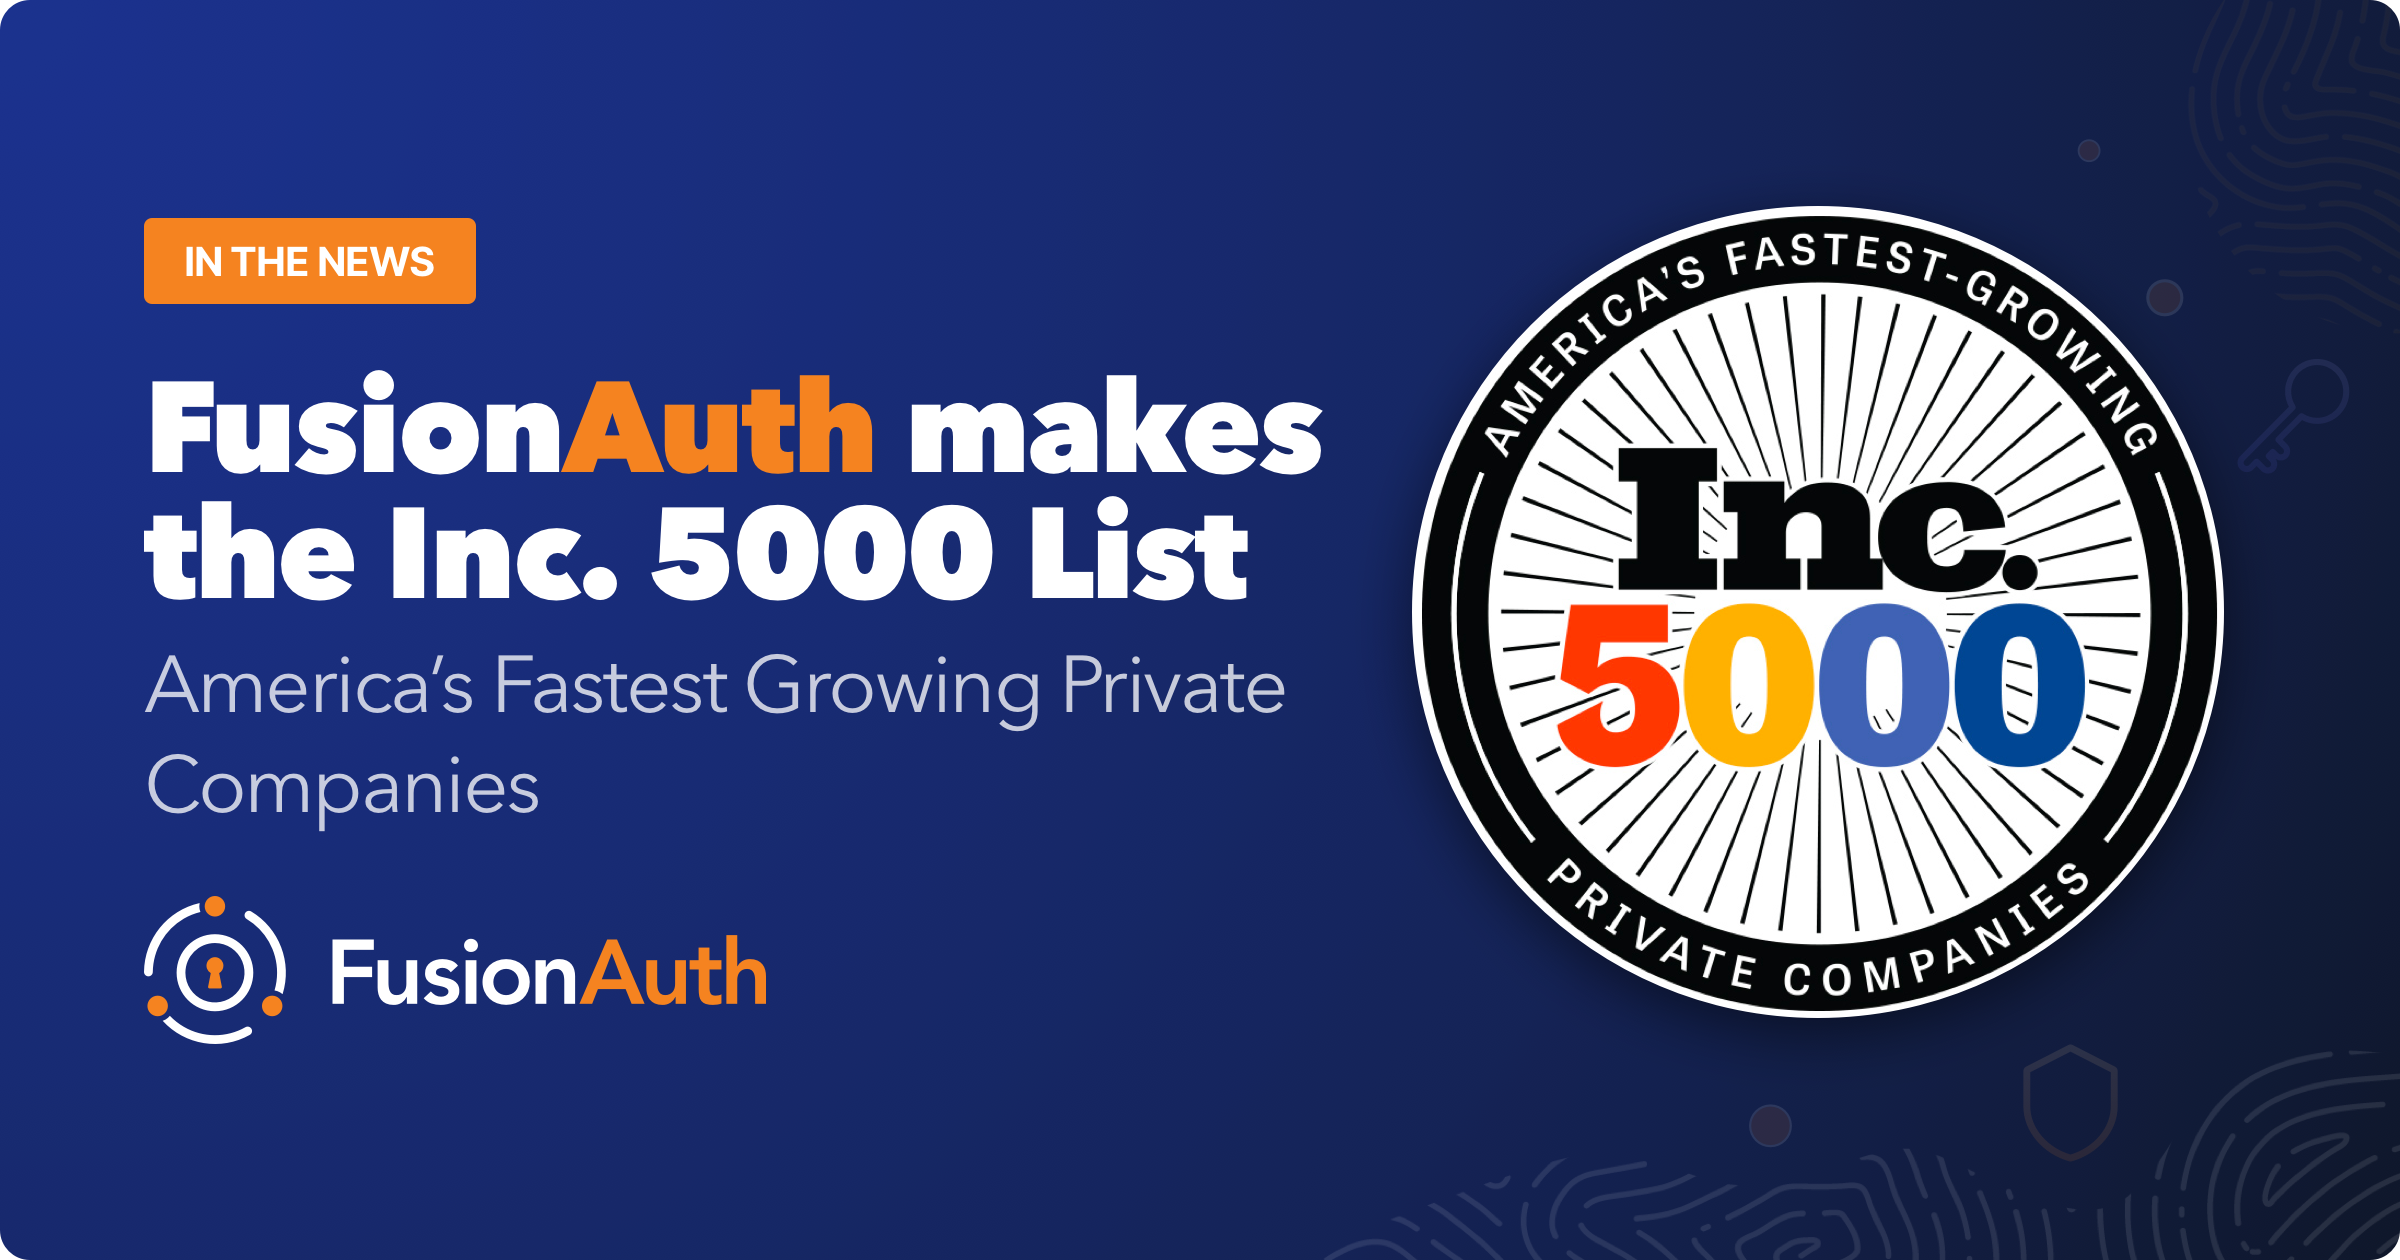 IN THE NEWS
FusionAuth makes
the Inc. 5000 List
America’s Fastest Growing Private
Companies
FusionAuth
AMERICA’S FASTEST-GROWING
Inc.
5000
PRIVATE COMPANIES